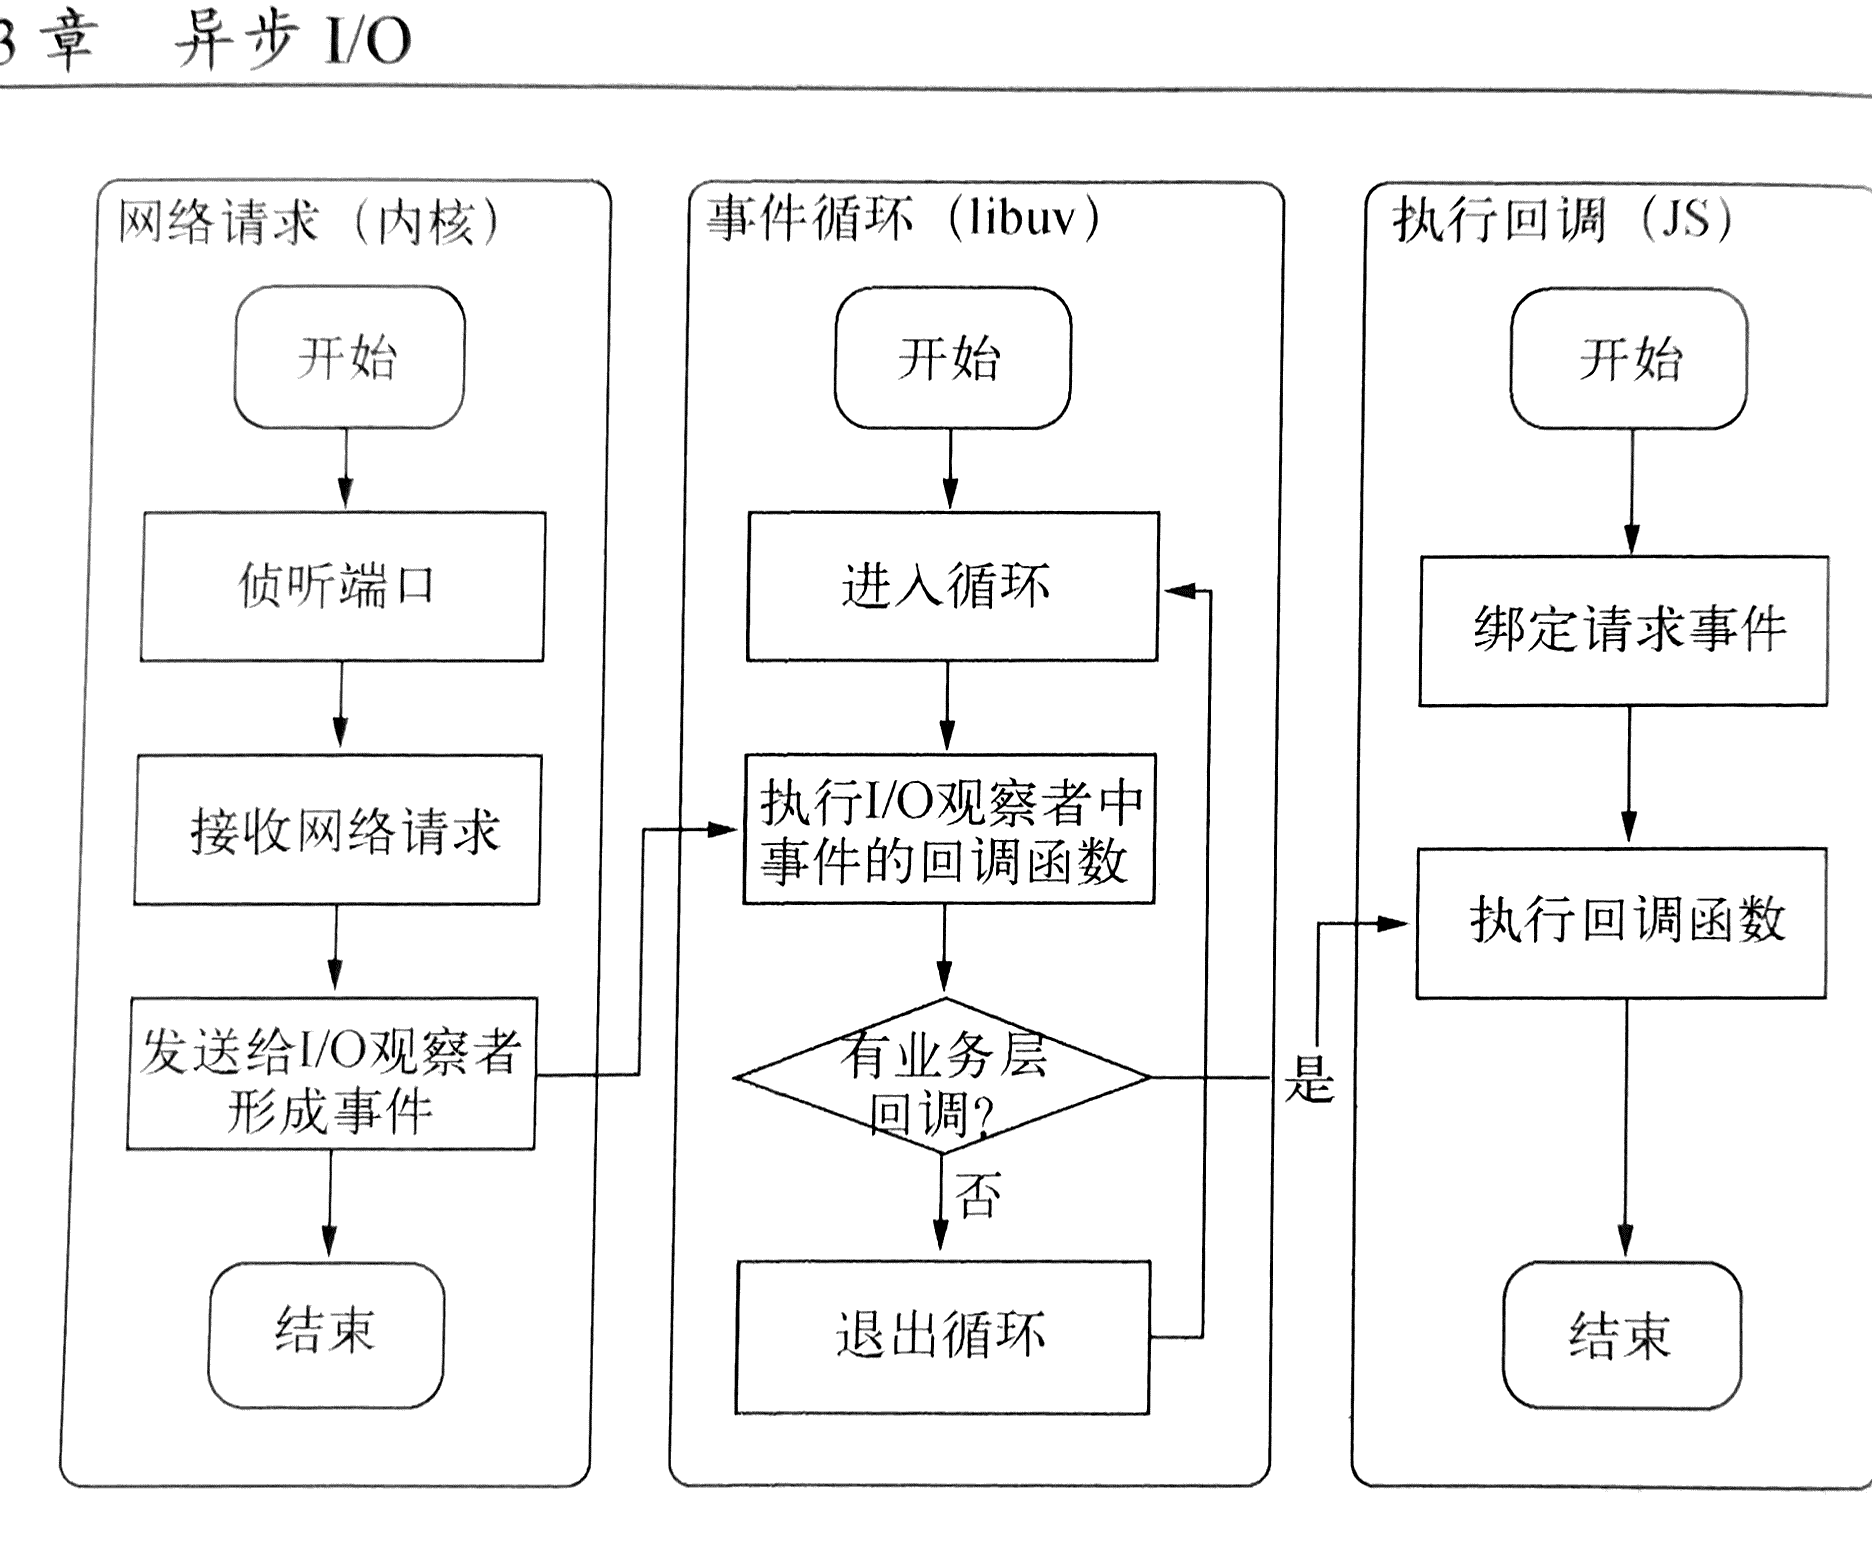 3章 异步 I/O
网络请求（内核）
开始
侦听端口
接收网络请求
发送给I/O观察者
形成事件
结束
事件循环（libuv）
开始
进入循环
执行I/O观察者中
事件的回调函数
有业务层
回调？
否
是
退出循环
执行回调（JS）
开始
绑定请求事件
执行回调函数
结束